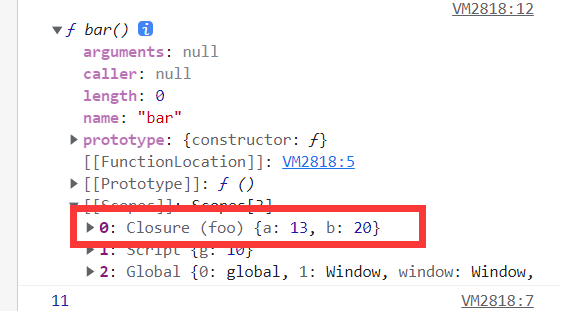 VM2818:12
▼ƒ bar() i
arguments: null
caller: null
length: 0
name: "bar"
▶ prototype: {constructor: ƒ}
[[FunctionLocation]]: VM2818:5
▶ [[Prototype]]: ƒ ()
▼ [[Scopes]]: Scopes[3]
▶ 0: Closure (foo) {a: 13, b: 20}
▶ 1: Script {g: 10}
▶ 2: Global {0: global, 1: Window, window: Window,
11 VM2818:7